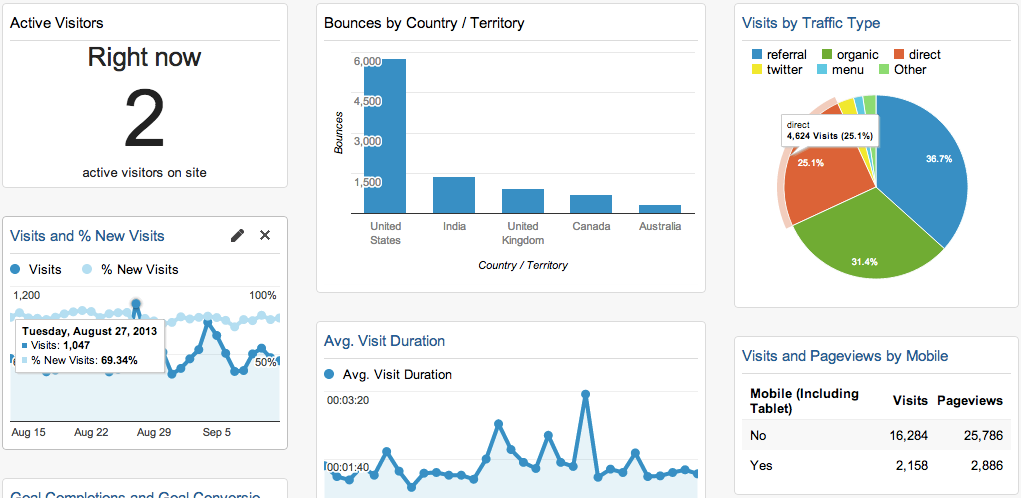 Active Visitors
Right now
2
active visitors on site
Visits and % New Visits
Visits
% New Visits
1,200
100%
Tuesday, August 27, 2013
Visits: 1,047
% New Visits: 69.34%
50%
Aug 15
Aug 22
Aug 29
Sep 5
Goal Completions and Goal Conversio
Bounces by Country / Territory
6,000
4,500
3,000
1,500
Bounces
United
States
India
United
Kingdom
Canada
Australia
Country / Territory
Avg. Visit Duration
Avg. Visit Duration
00:03:20
00:01:40
Visits by Traffic Type
referral
organic
direct
twitter
menu
Other
direct
4,624 Visits (25.1%)
36.7%
25.1%
31.4%
Visits and Pageviews by Mobile
Mobile (Including
Tablet)
Visits
Pageviews
No
16,284
25,786
Yes
2,158
2,886